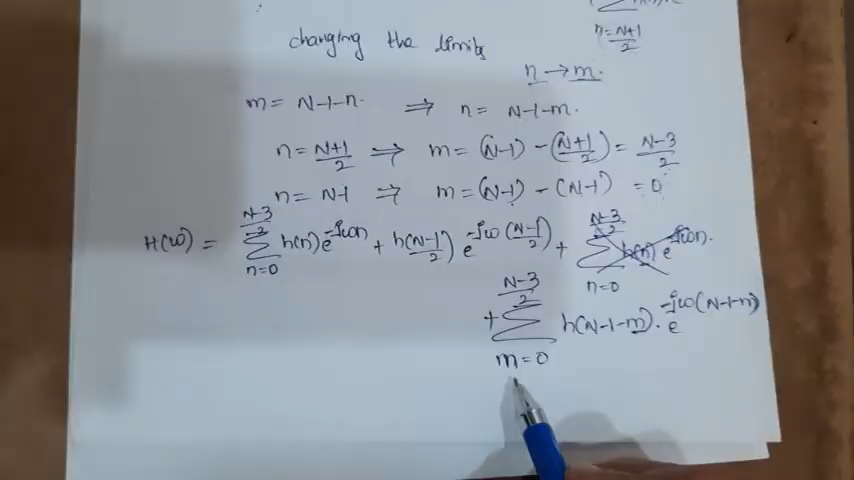 n=N+1/2
changing the limits
n → m.
m = N-1-n. ⇒ n = N-1-m.
n = N+1/2 ⇒ m = (N-1) - (N+1/2) = N-3/2
n = N-1 ⇒ m = (N-1) - (N-1) = 0
H(ω) = Σ_{n=0}^{N-3/2} h(n) e^{-jωn} + h(N-1/2) e^{-jω(N-1/2)} + Σ_{n=0}^{N-3/2} h(n) e^{-jωn}.
+ Σ_{m=0}^{N-3/2} h(N-1-m). e^{-jω(N-1-m)}